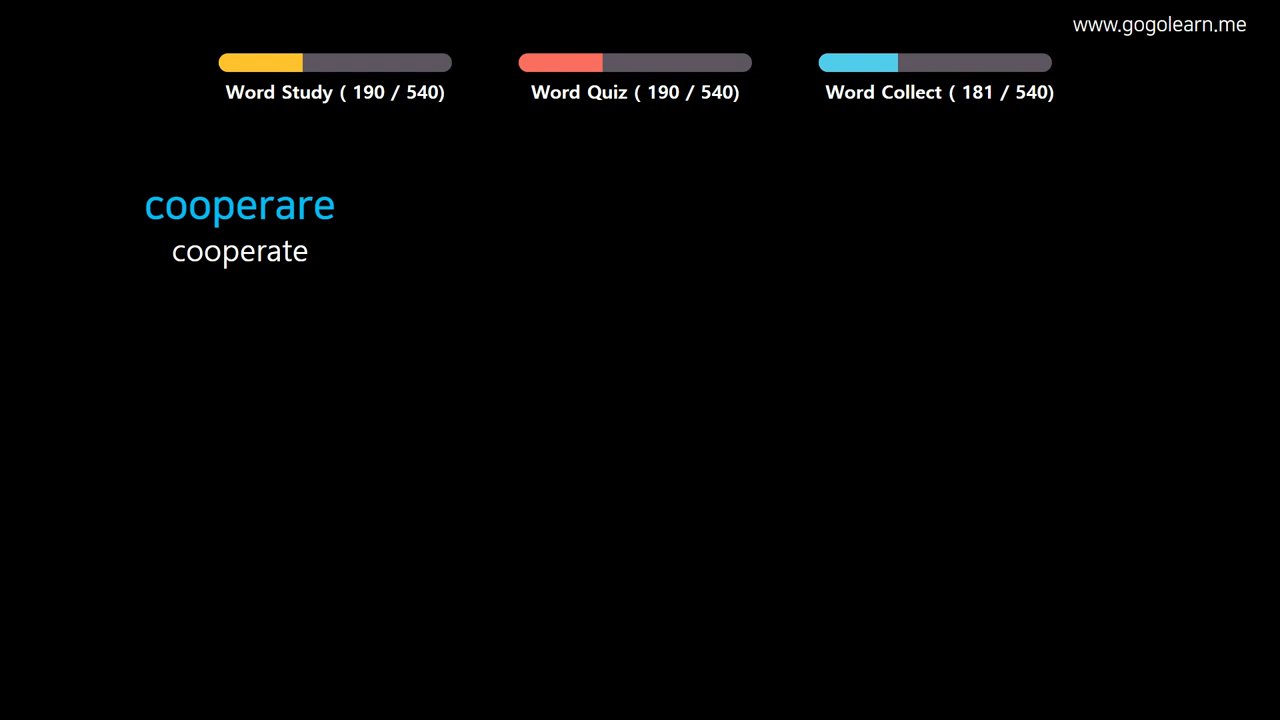 www.gogolearn.me
Word Study ( 190 / 540)
Word Quiz ( 190 / 540)
Word Collect ( 181 / 540)
cooperare
cooperate